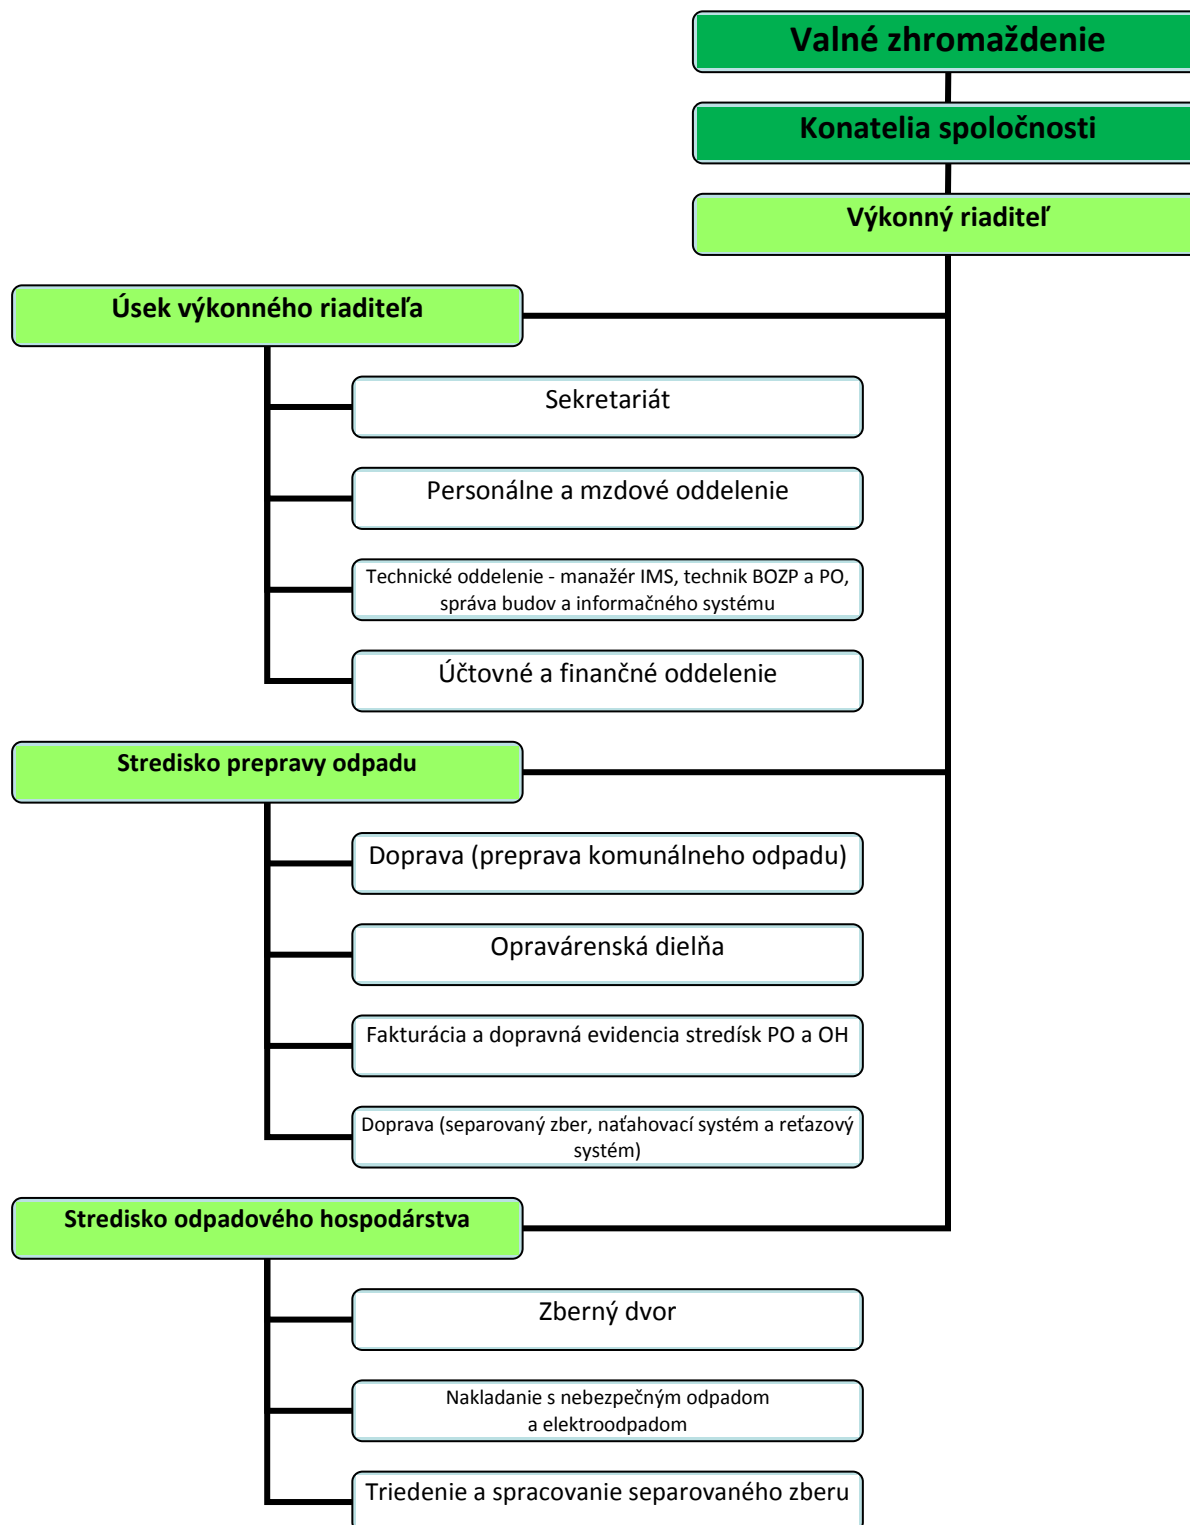 Valné zhromaždenie
Konatelia spoločnosti
Výkonný riaditeľ
Úsek výkonného riaditeľa
Sekretariát
Personálne a mzdové oddelenie
Technické oddelenie - manažér IMS, technik BOZP a PO,
správa budov a informačného systému
Účtovné a finančné oddelenie
Stredisko prepravy odpadu
Doprava (preprava komunálneho odpadu)
Opravárenská dielňa
Fakturácia a dopravná evidencia stredísk PO a OH
Doprava (separovaný zber, naťahovací systém a reťazový
systém)
Stredisko odpadového hospodárstva
Zberný dvor
Nakladanie s nebezpečným odpadom
a elektroodpadom
Triedenie a spracovanie separovaného zberu